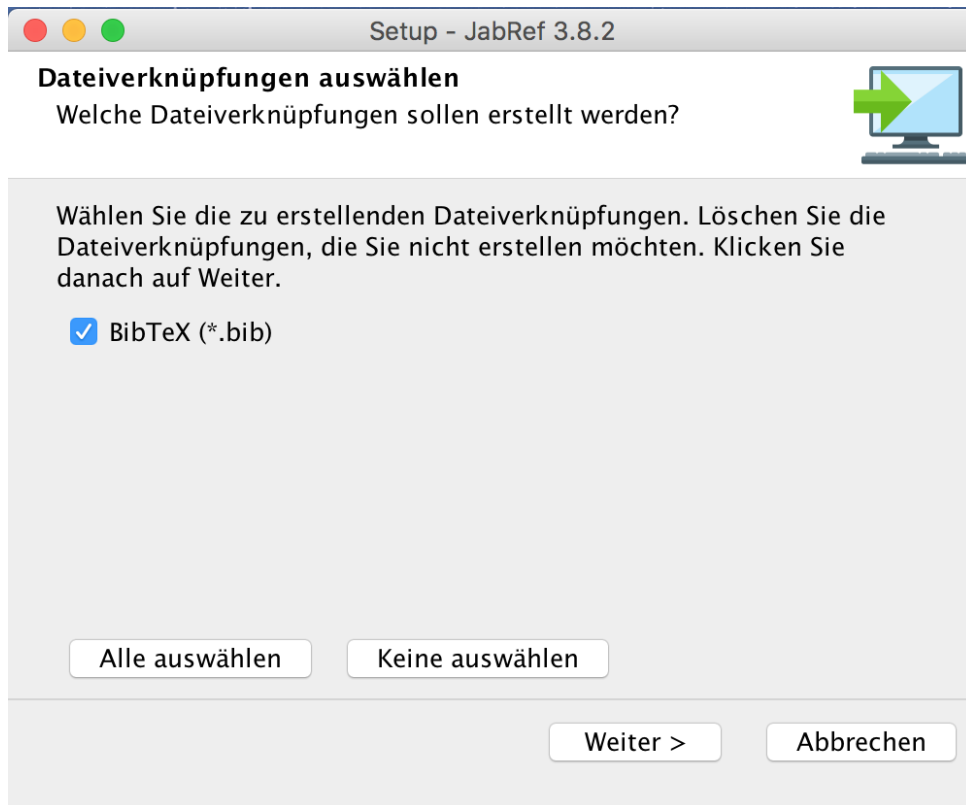 Setup - JabRef 3.8.2
Dateiverknüpfungen auswählen
Welche Dateiverknüpfungen sollen erstellt werden?
Wählen Sie die zu erstellenden Dateiverknüpfungen. Löschen Sie die
Dateiverknüpfungen, die Sie nicht erstellen möchten. Klicken Sie
danach auf Weiter.
BibTeX (*.bib)
Alle auswählen
Keine auswählen
Weiter >
Abbrechen